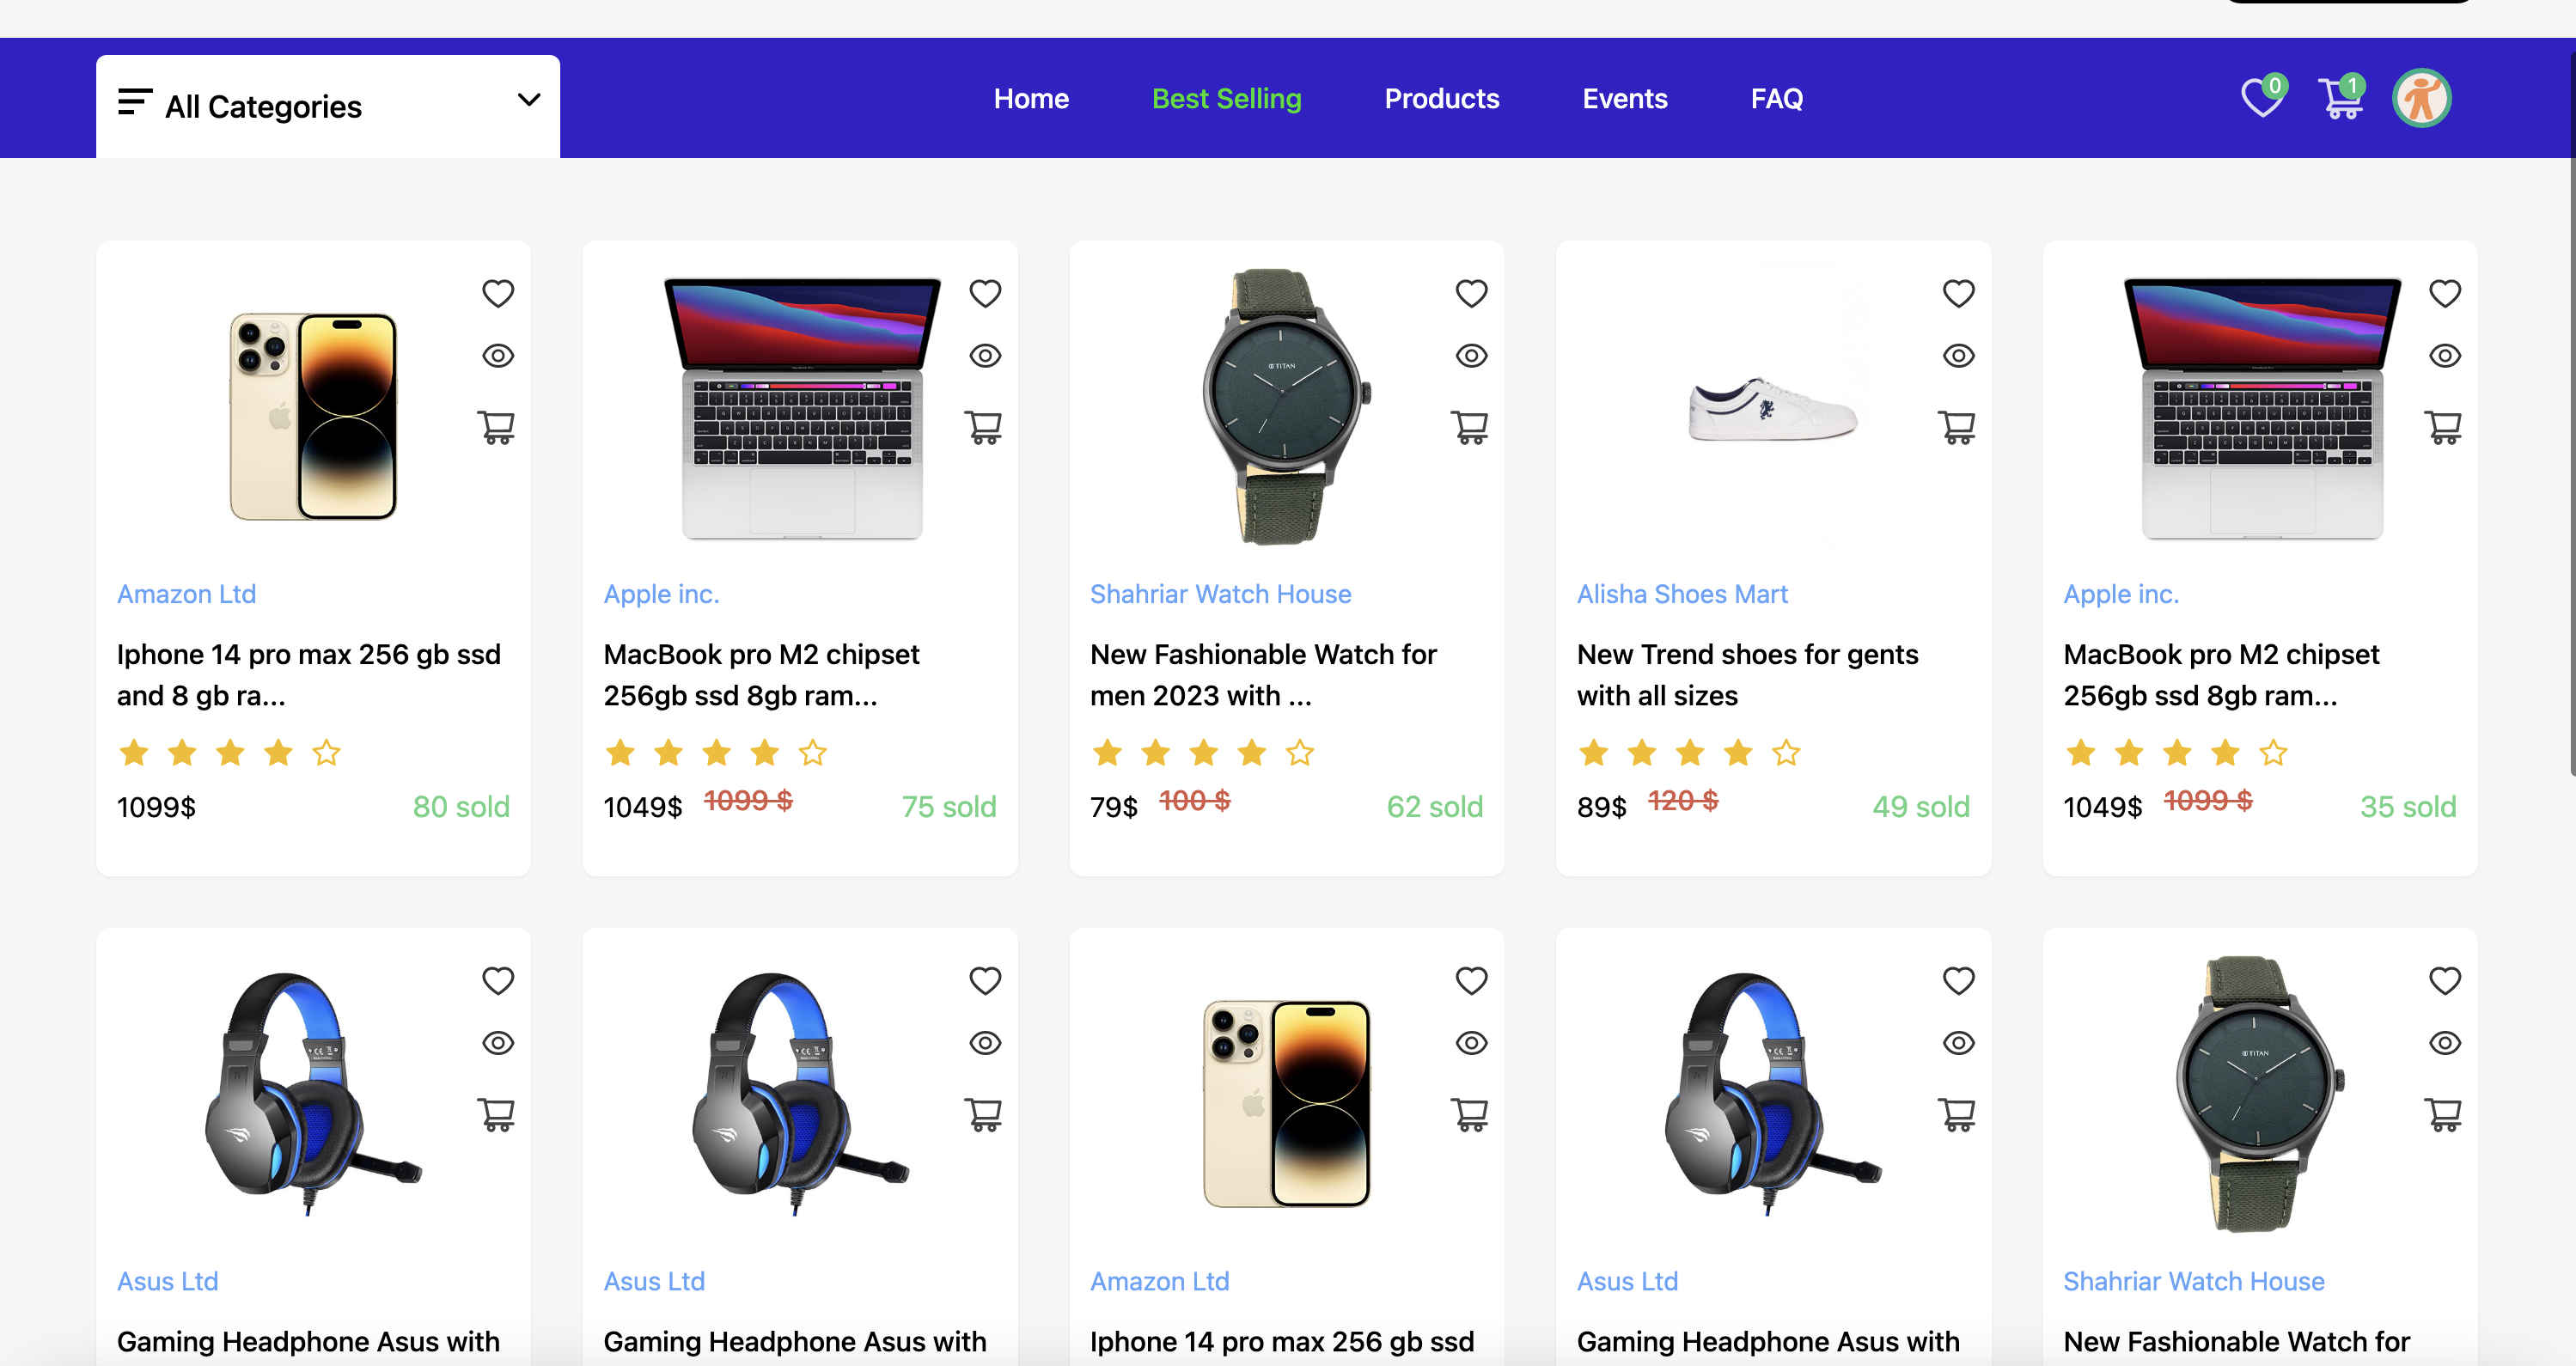 All Categories
Home
Best Selling
Products
Events
FAQ
0
1
TITAN
Amazon Ltd
Apple inc.
Shahriar Watch House
Alisha Shoes Mart
Apple inc.
Iphone 14 pro max 256 gb ssd
and 8 gb ra...
MacBook pro M2 chipset
256gb ssd 8gb ram...
New Fashionable Watch for
men 2023 with ...
New Trend shoes for gents
with all sizes
MacBook pro M2 chipset
256gb ssd 8gb ram...
1099$ 80 sold
1049$ 1099 $ 75 sold
79$ 100 $ 62 sold
89$ 120 $ 49 sold
1049$ 1099 $ 35 sold
TITAN
Asus Ltd
Asus Ltd
Amazon Ltd
Asus Ltd
Shahriar Watch House
Gaming Headphone Asus with
Gaming Headphone Asus with
Iphone 14 pro max 256 gb ssd
Gaming Headphone Asus with
New Fashionable Watch for